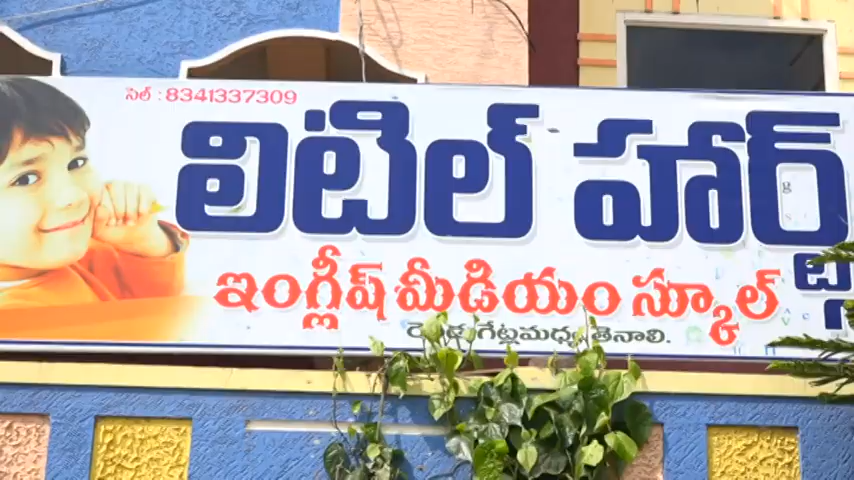 సెల్ : 8341337309
లిటిల్ హార్ట్స్
ఇంగ్లీష్ మీడియం స్కూల్
రెండు గేట్లమధ్య, తెనాలి.